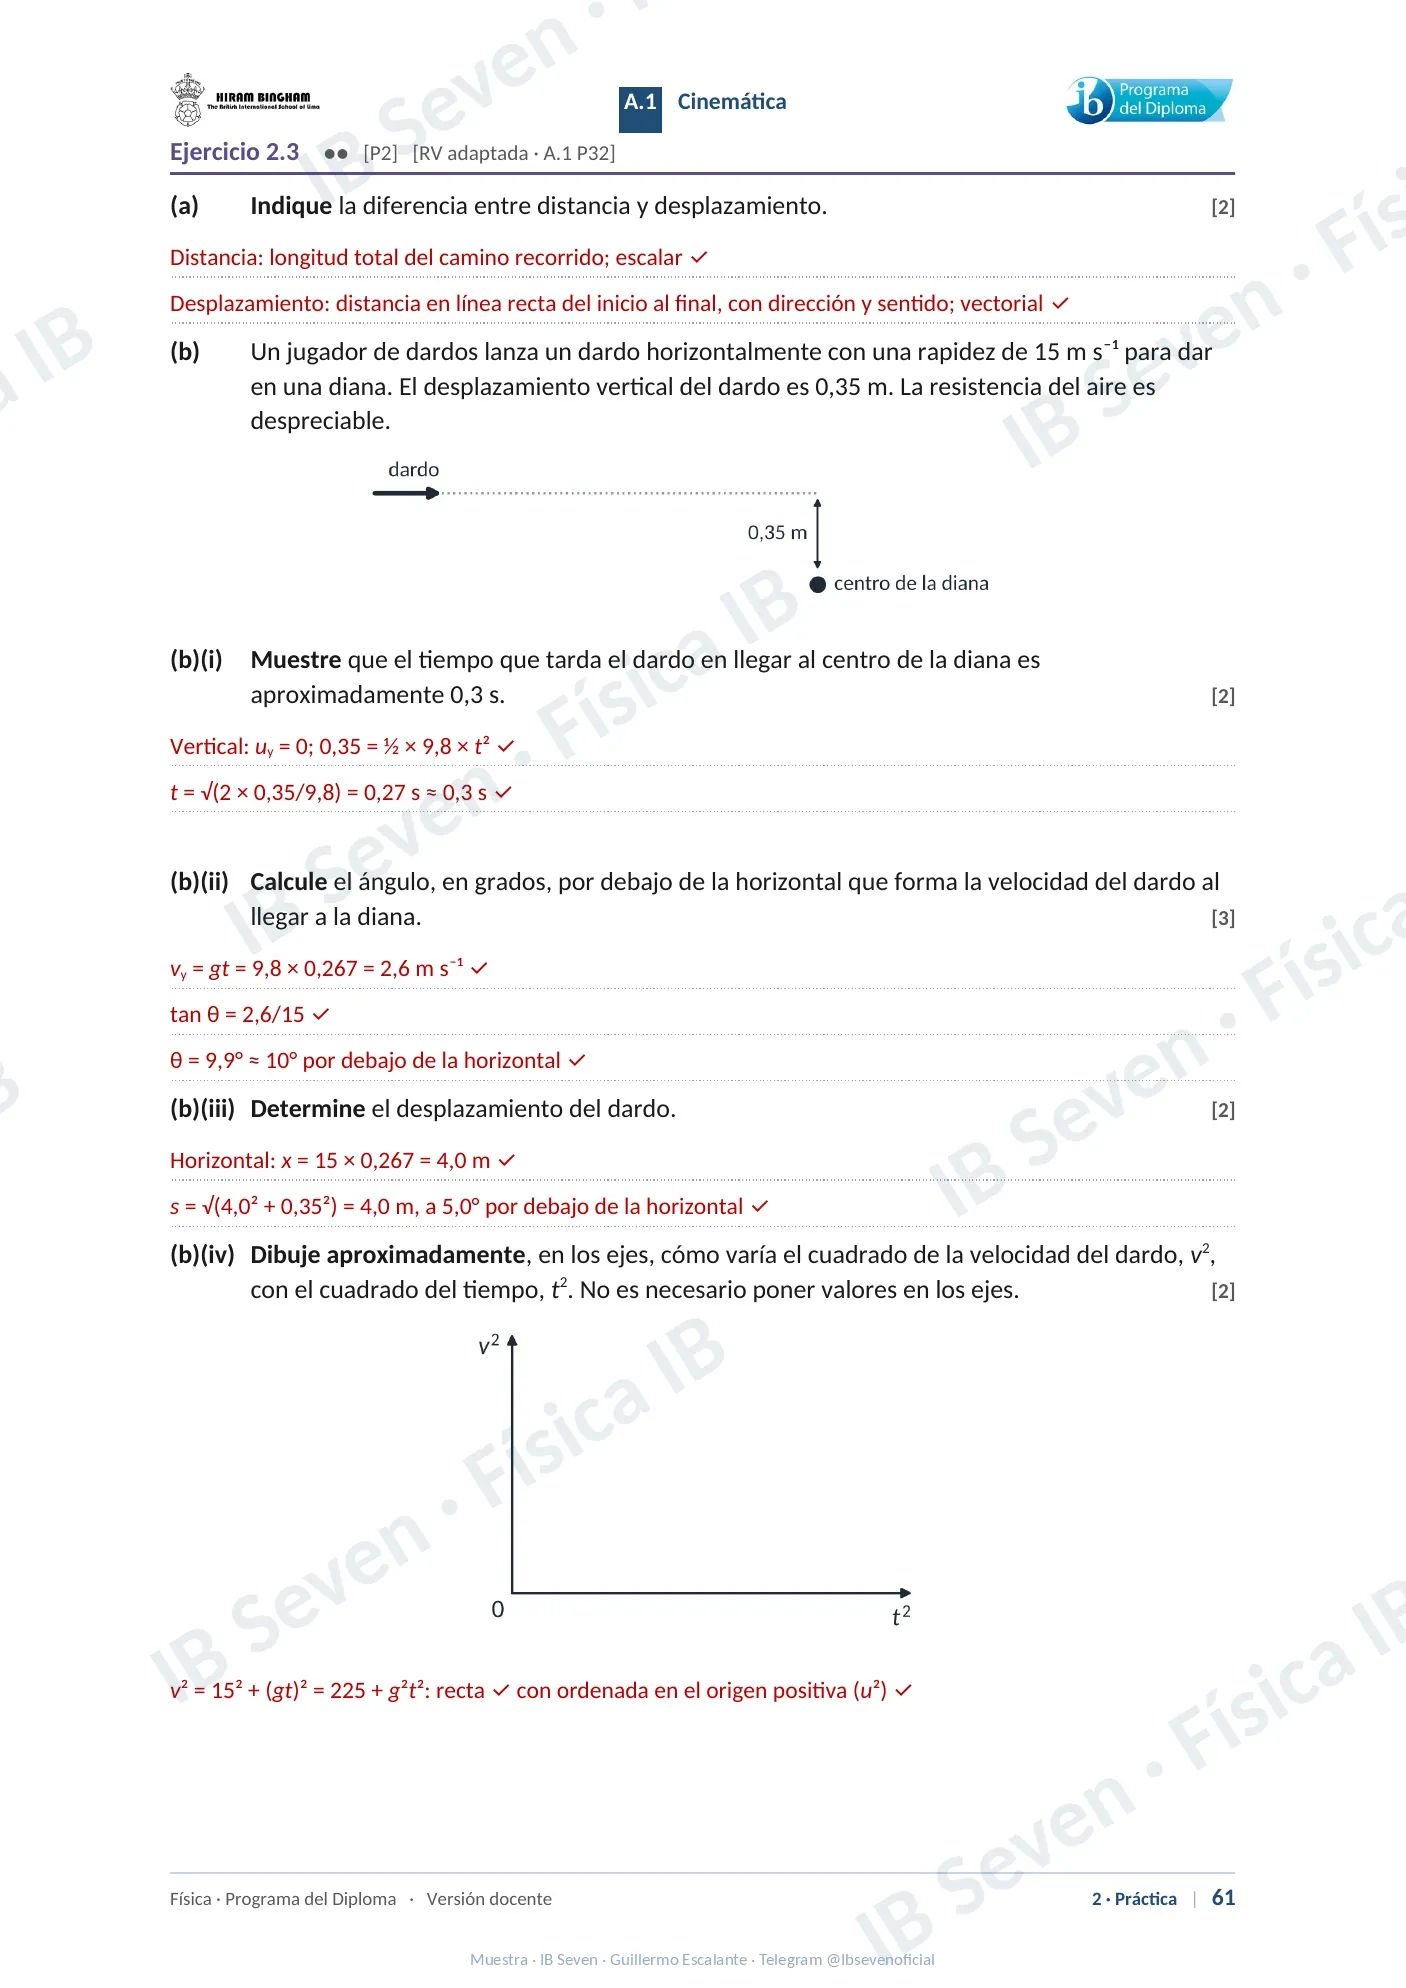 HIRAM BINGHAM
The British International School of Lima
A.1 Cinemática
Programa
del Diploma
Ejercicio 2.3 ●● [P2] [RV adaptada · A.1 P32]
(a) Indique la diferencia entre distancia y desplazamiento. [2]
Distancia: longitud total del camino recorrido; escalar ✓
Desplazamiento: distancia en línea recta del inicio al final, con dirección y sentido; vectorial ✓
(b) Un jugador de dardos lanza un dardo horizontalmente con una rapidez de 15 m s⁻¹ para dar
en una diana. El desplazamiento vertical del dardo es 0,35 m. La resistencia del aire es
despreciable.
dardo
0,35 m
centro de la diana
(b)(i) Muestre que el tiempo que tarda el dardo en llegar al centro de la diana es
aproximadamente 0,3 s. [2]
Vertical: uᵧ = 0; 0,35 = ½ × 9,8 × t² ✓
t = √(2 × 0,35/9,8) = 0,27 s ≈ 0,3 s ✓
(b)(ii) Calcule el ángulo, en grados, por debajo de la horizontal que forma la velocidad del dardo al
llegar a la diana. [3]
vᵧ = gt = 9,8 × 0,267 = 2,6 m s⁻¹ ✓
tan θ = 2,6/15 ✓
θ = 9,9° ≈ 10° por debajo de la horizontal ✓
(b)(iii) Determine el desplazamiento del dardo. [2]
Horizontal: x = 15 × 0,267 = 4,0 m ✓
s = √(4,0² + 0,35²) = 4,0 m, a 5,0° por debajo de la horizontal ✓
(b)(iv) Dibuje aproximadamente, en los ejes, cómo varía el cuadrado de la velocidad del dardo, v²,
con el cuadrado del tiempo, t². No es necesario poner valores en los ejes. [2]
v²
0
t²
v² = 15² + (gt)² = 225 + g²t²: recta ✓ con ordenada en el origen positiva (u²) ✓
Física · Programa del Diploma · Versión docente
2 · Práctica | 61
Muestra · IB Seven · Guillermo Escalante · Telegram @Ibsevenoficial
IB Seven · Física IB